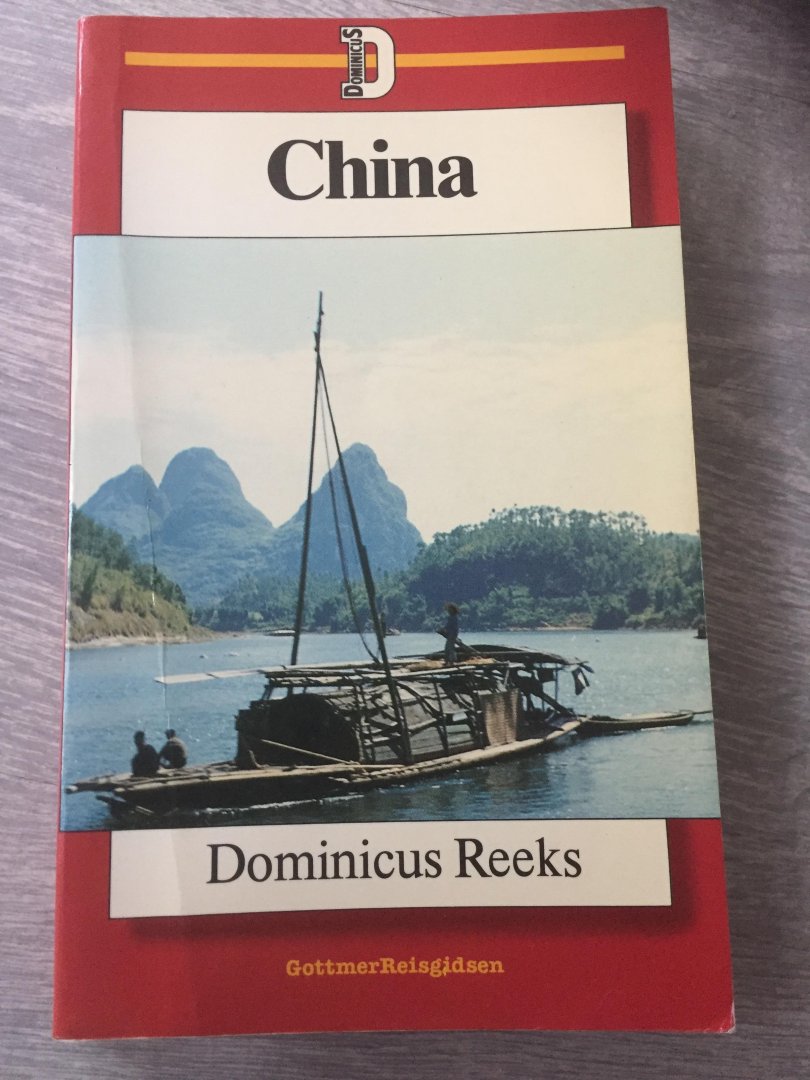 DOMINICUS
D
China
Dominicus Reeks
GottmerReisgidsen